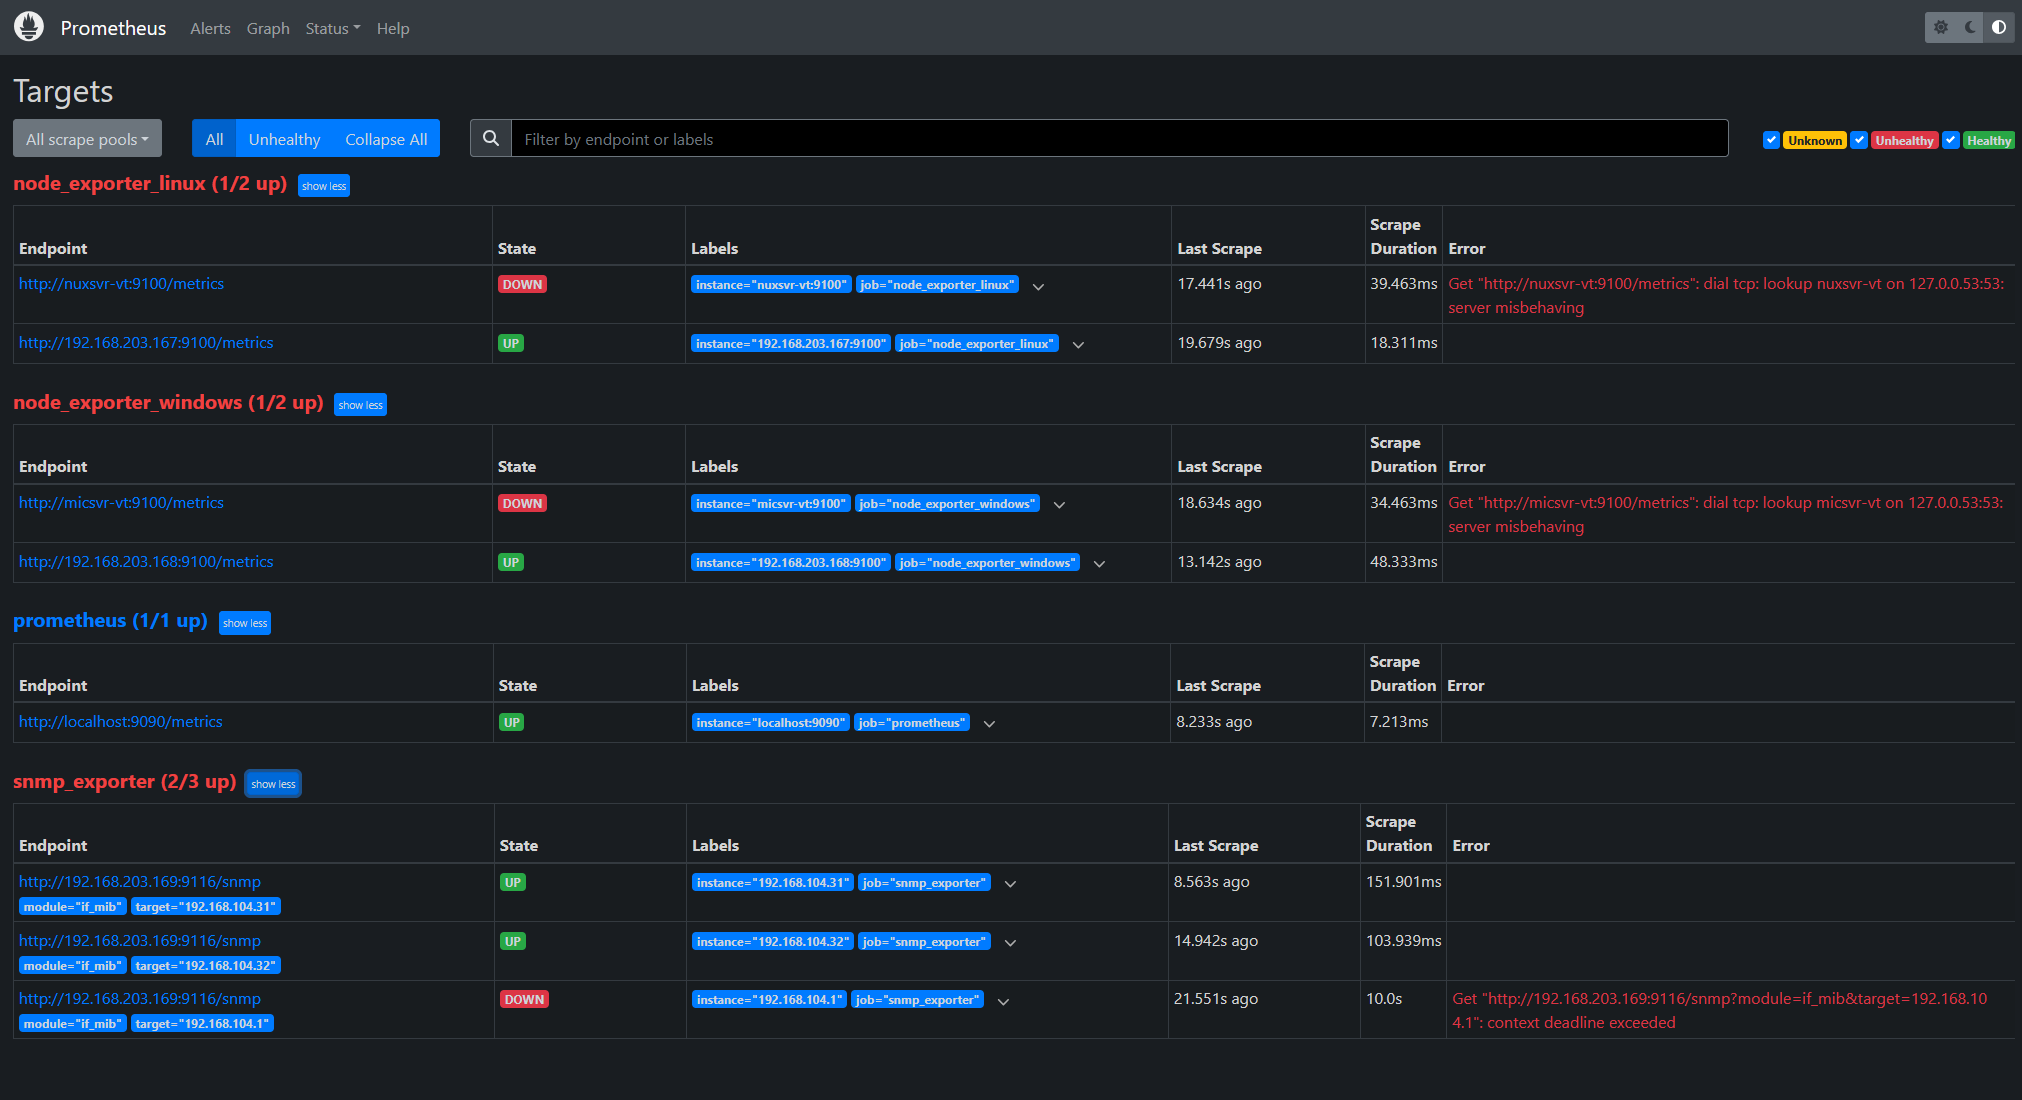 Prometheus Alerts Graph Status Help
Targets
All scrape pools All Unhealthy Collapse All Filter by endpoint or labels Unknown Unhealthy Healthy
node_exporter_linux (1/2 up) show less
Endpoint State Labels Last Scrape Scrape Duration Error
http://nuxsvr-vt:9100/metrics DOWN instance="nuxsvr-vt:9100" job="node_exporter_linux" 17.441s ago 39.463ms Get "http://nuxsvr-vt:9100/metrics": dial tcp: lookup nuxsvr-vt on 127.0.0.53:53:
server misbehaving
http://192.168.203.167:9100/metrics UP instance="192.168.203.167:9100" job="node_exporter_linux" 19.679s ago 18.311ms
node_exporter_windows (1/2 up) show less
Endpoint State Labels Last Scrape Scrape Duration Error
http://micsvr-vt:9100/metrics DOWN instance="micsvr-vt:9100" job="node_exporter_windows" 18.634s ago 34.463ms Get "http://micsvr-vt:9100/metrics": dial tcp: lookup micsvr-vt on 127.0.0.53:53:
server misbehaving
http://192.168.203.168:9100/metrics UP instance="192.168.203.168:9100" job="node_exporter_windows" 13.142s ago 48.333ms
prometheus (1/1 up) show less
Endpoint State Labels Last Scrape Scrape Duration Error
http://localhost:9090/metrics UP instance="localhost:9090" job="prometheus" 8.233s ago 7.213ms
snmp_exporter (2/3 up) show less
Endpoint State Labels Last Scrape Scrape Duration Error
http://192.168.203.169:9116/snmp UP instance="192.168.104.31" job="snmp_exporter" 8.563s ago 151.901ms
module="if_mib" target="192.168.104.31"
http://192.168.203.169:9116/snmp UP instance="192.168.104.32" job="snmp_exporter" 14.942s ago 103.939ms
module="if_mib" target="192.168.104.32"
http://192.168.203.169:9116/snmp DOWN instance="192.168.104.1" job="snmp_exporter" 21.551s ago 10.0s Get "http://192.168.203.169:9116/snmp?module=if_mib&target=192.168.10
module="if_mib" target="192.168.104.1" 4.1": context deadline exceeded